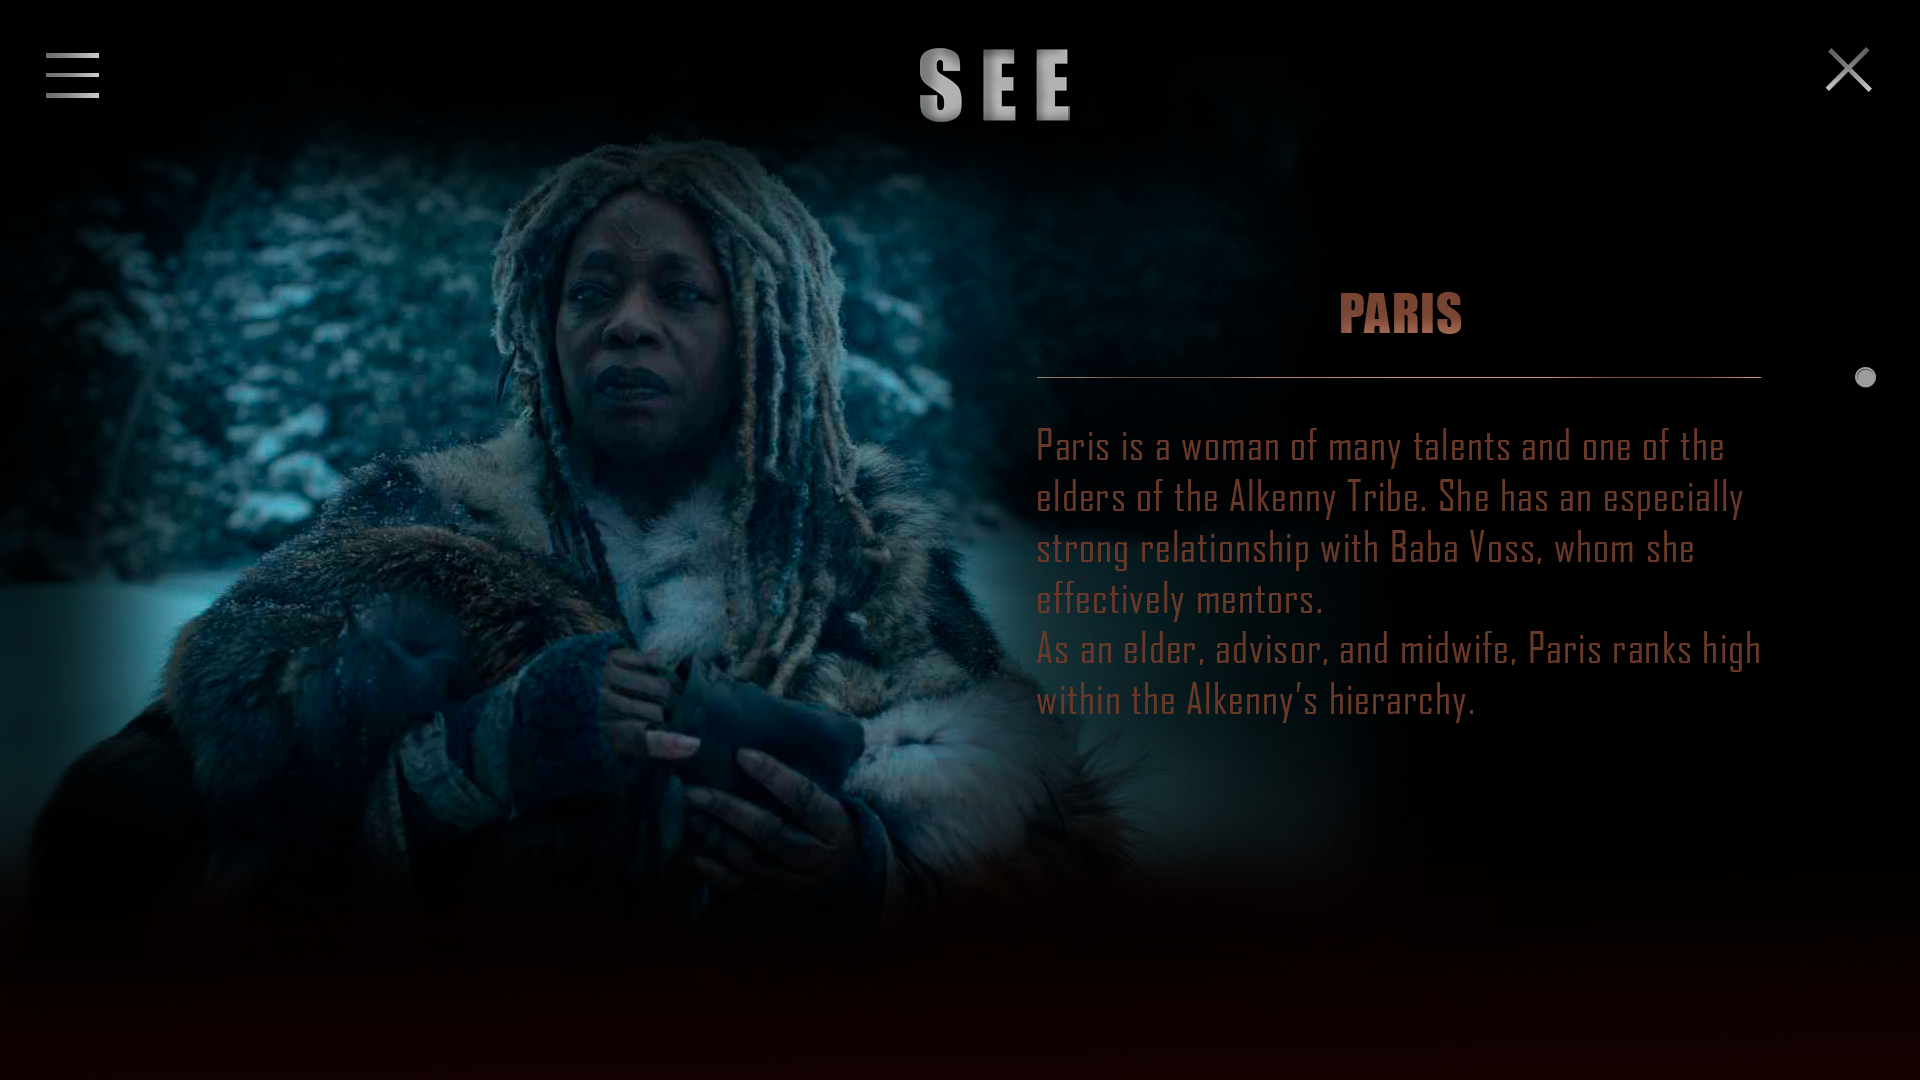 SEE
PARIS
Paris is a woman of many talents and one of the
elders of the Alkenny Tribe. She has an especially
strong relationship with Baba Voss, whom she
effectively mentors.
As an elder, advisor, and midwife, Paris ranks high
within the Alkenny’s hierarchy.